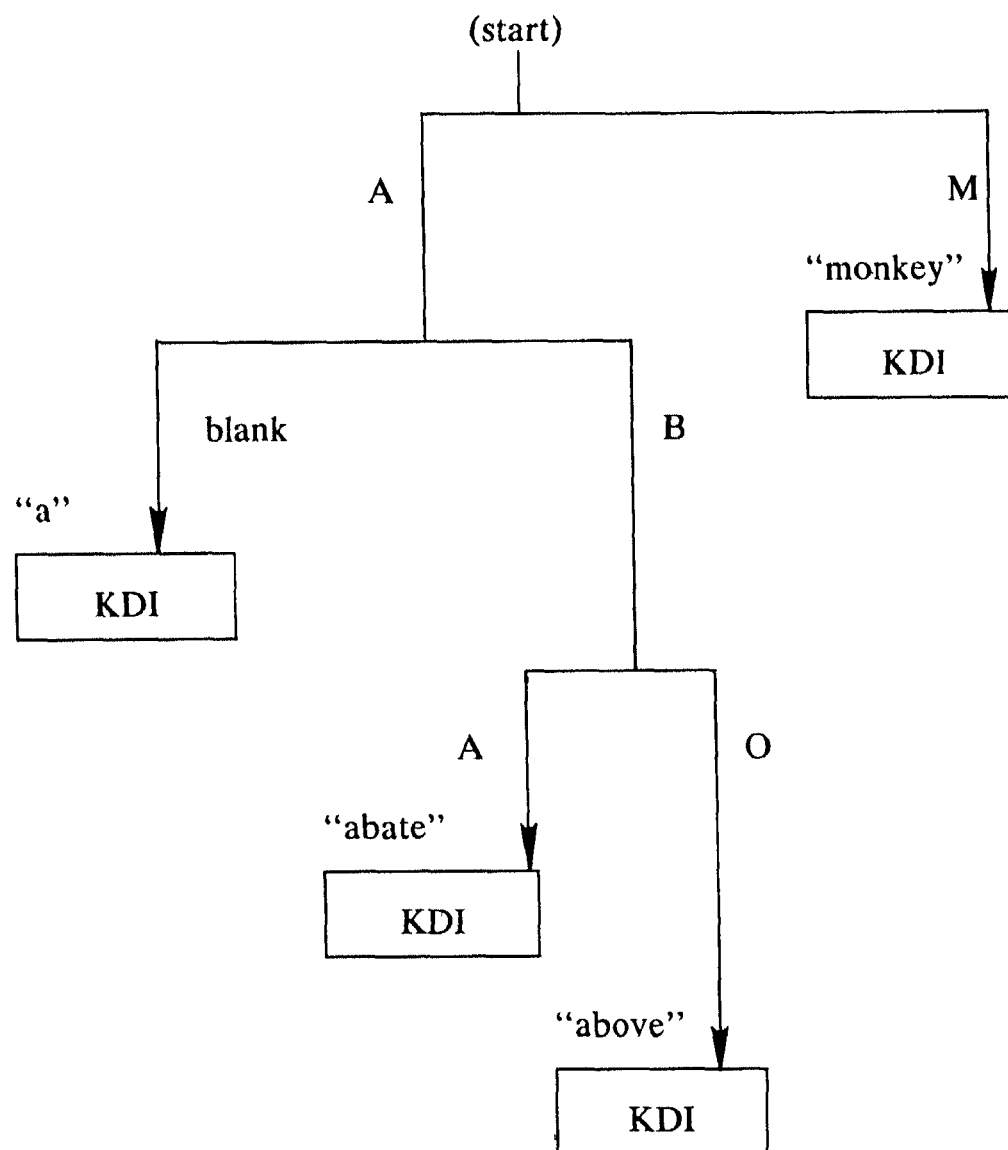 (start)
A
M
“monkey”
KDI
blank
B
“a”
KDI
A
O
“abate”
KDI
“above”
KDI